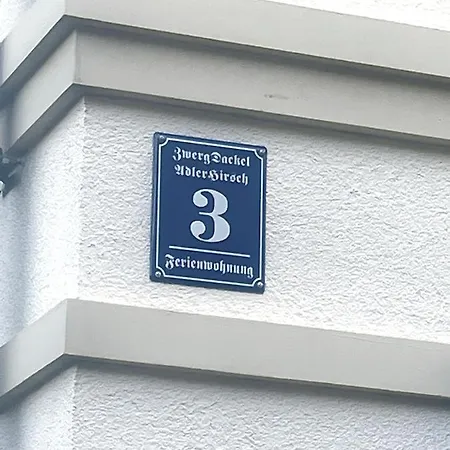 ZwergDackel
AdlerHirsch
3
Ferienwohnung